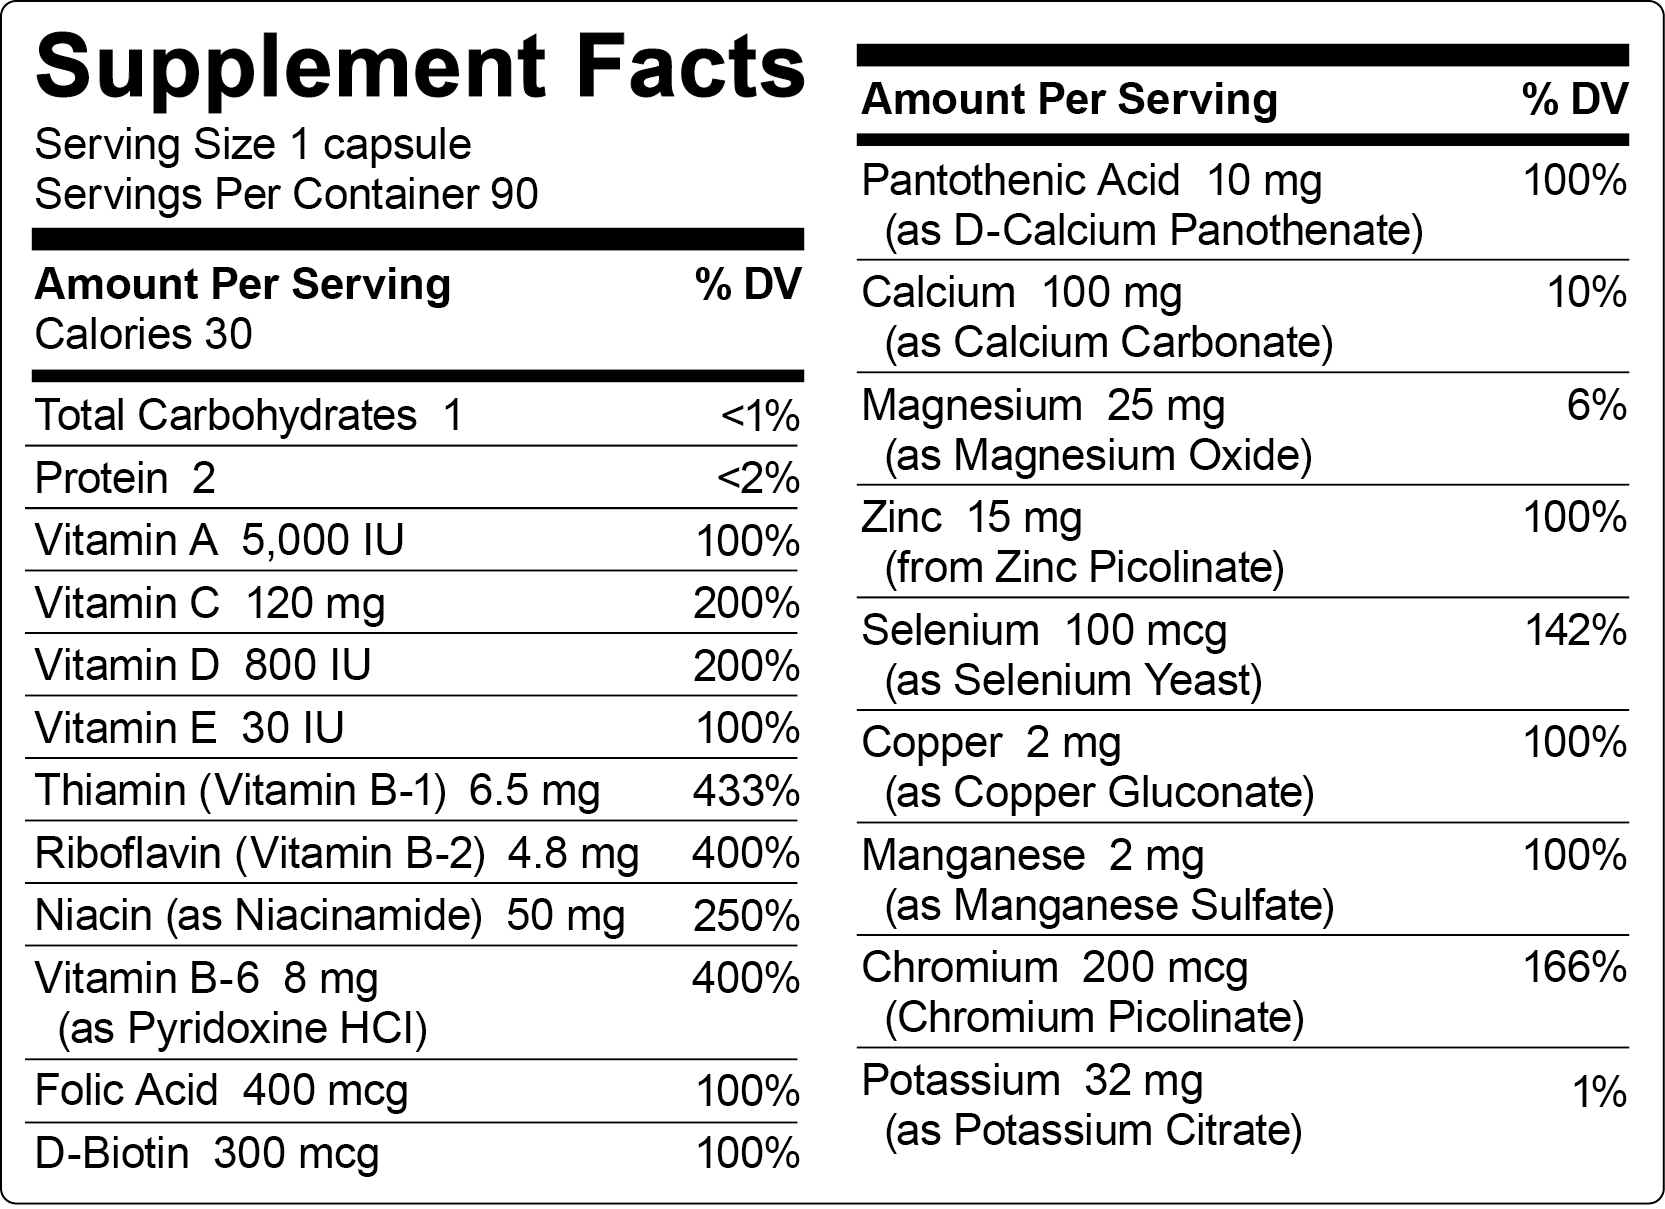 Supplement Facts
Serving Size 1 capsule
Servings Per Container 90
Amount Per Serving % DV
Calories 30
Total Carbohydrates 1 <1%
Protein 2 <2%
Vitamin A 5,000 IU 100%
Vitamin C 120 mg 200%
Vitamin D 800 IU 200%
Vitamin E 30 IU 100%
Thiamin (Vitamin B-1) 6.5 mg 433%
Riboflavin (Vitamin B-2) 4.8 mg 400%
Niacin (as Niacinamide) 50 mg 250%
Vitamin B-6 8 mg 400%
(as Pyridoxine HCl)
Folic Acid 400 mcg 100%
D-Biotin 300 mcg 100%
Amount Per Serving % DV
Pantothenic Acid 10 mg 100%
(as D-Calcium Panothenate)
Calcium 100 mg 10%
(as Calcium Carbonate)
Magnesium 25 mg 6%
(as Magnesium Oxide)
Zinc 15 mg 100%
(from Zinc Picolinate)
Selenium 100 mcg 142%
(as Selenium Yeast)
Copper 2 mg 100%
(as Copper Gluconate)
Manganese 2 mg 100%
(as Manganese Sulfate)
Chromium 200 mcg 166%
(Chromium Picolinate)
Potassium 32 mg 1%
(as Potassium Citrate)